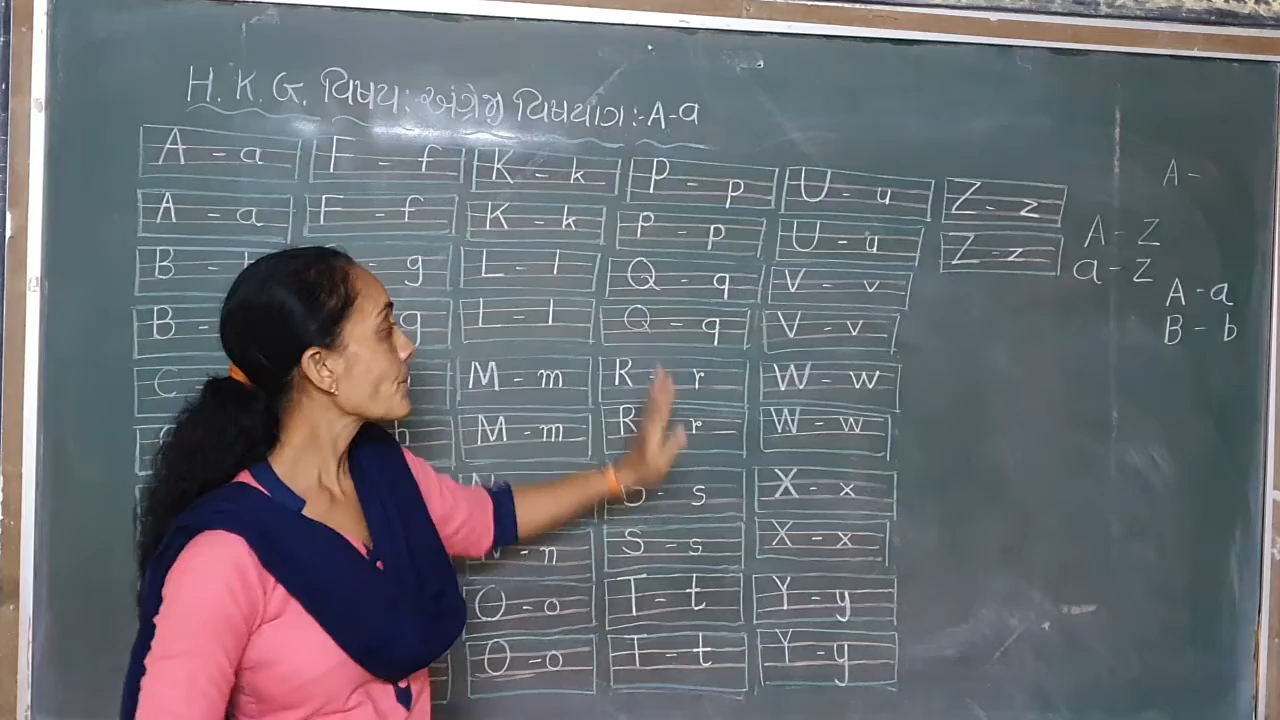 H. K. G. વિષય: અંગ્રેજી વિષયાંગ:- A-a
A - a
A - a
B -
B -
C -
F - f
F - f
g
g
h
K - k
K - k
L - l
L - l
M - m
M - m
N - n
O - o
O - o
P - p
P - p
Q - q
Q - q
R - r
R - r
S - s
S - s
T - t
T - t
U - u
U - u
V - v
V - v
W - w
W - w
X - x
X - x
Y - y
Y - y
Z - z
Z - z
A -
A - Z
a - z
A - a
B - b